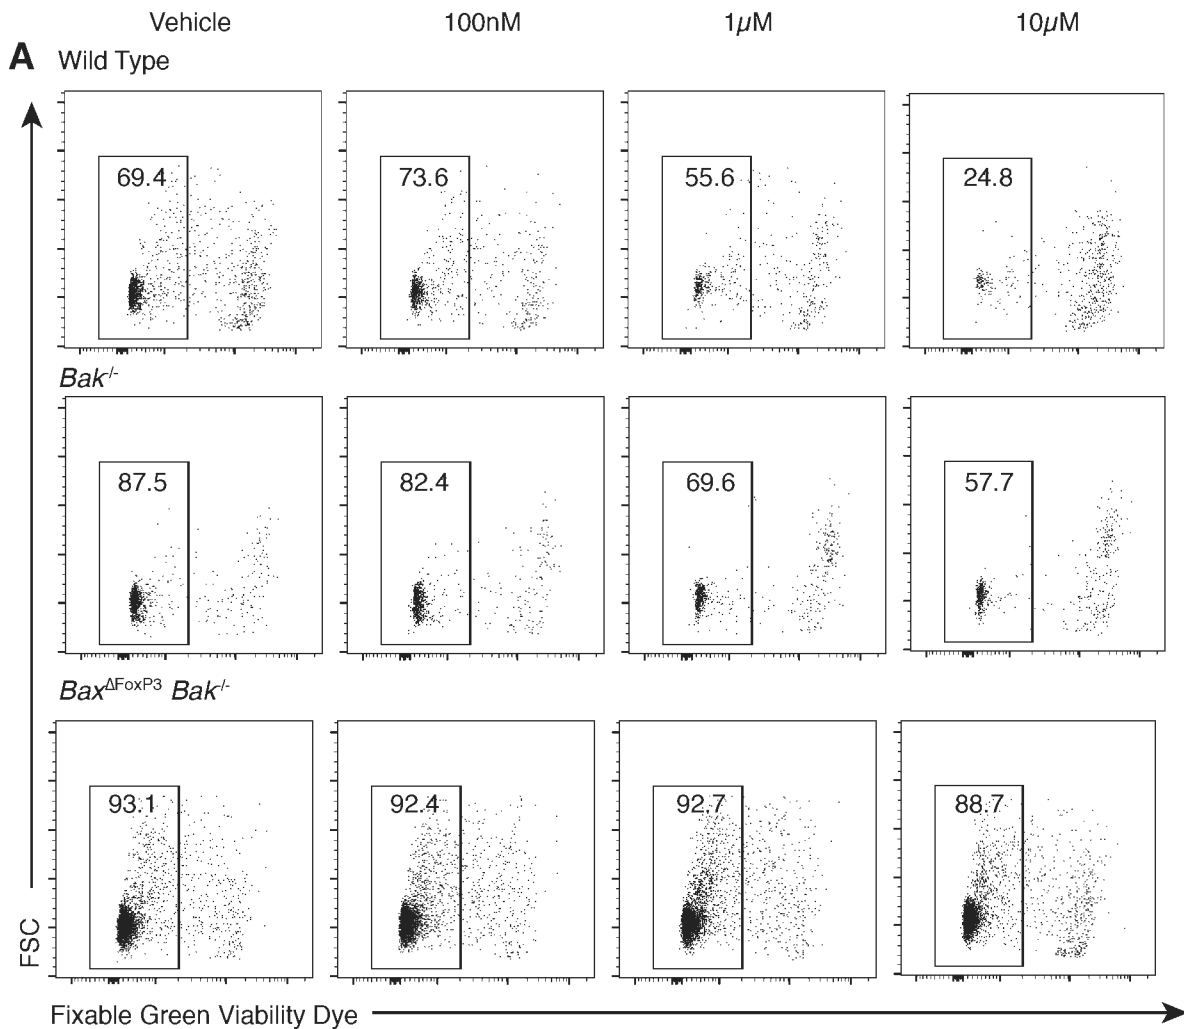 Vehicle 100nM 1µM 10µM
A Wild Type
69.4 73.6 55.6 24.8
Bak-/-
87.5 82.4 69.6 57.7
BaxΔFoxP3 Bak-/-
93.1 92.4 92.7 88.7
FSC
Fixable Green Viability Dye